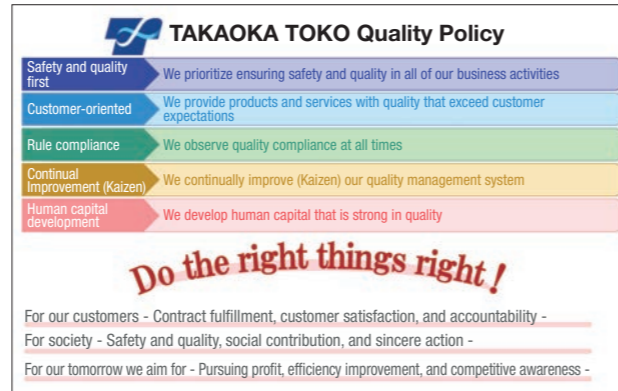 TAKAOKA TOKO Quality Policy
Safety and quality
first
We prioritize ensuring safety and quality in all of our business activities
Customer-oriented
We provide products and services with quality that exceed customer
expectations
Rule compliance
We observe quality compliance at all times
Continual
Improvement (Kaizen)
We continually improve (Kaizen) our quality management system
Human capital
development
We develop human capital that is strong in quality
Do the right things right!
For our customers - Contract fulfillment, customer satisfaction, and accountability -
For society - Safety and quality, social contribution, and sincere action -
For our tomorrow we aim for - Pursuing profit, efficiency improvement, and competitive awareness -